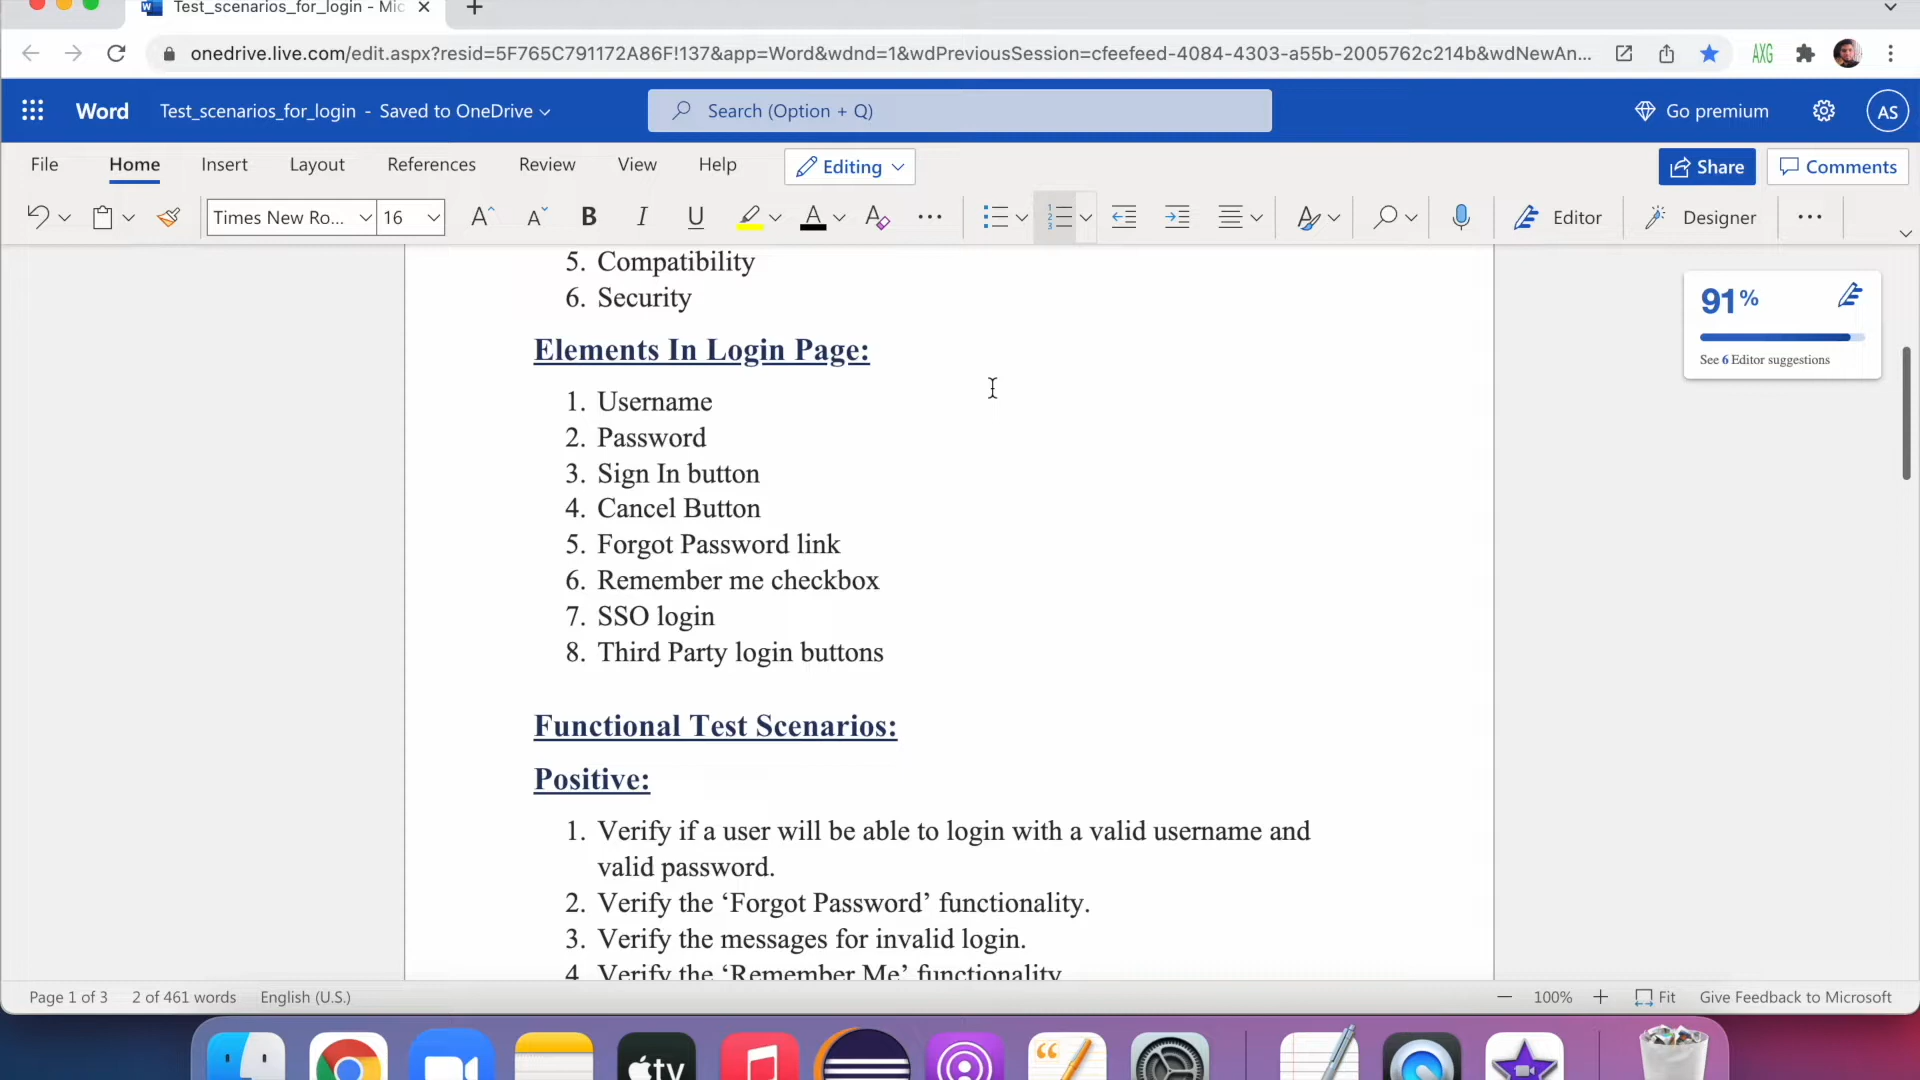 Test_scenarios_for_login - Mic
onedrive.live.com/edit.aspx?resid=5F765C791172A86F!137&app=Word&wdnd=1&wdPreviousSession=cfeefeed-4084-4303-a55b-2005762c214b&wdNewAn...
AXG
Word
Test_scenarios_for_login - Saved to OneDrive
Search (Option + Q)
Go premium
AS
File Home Insert Layout References Review View Help Editing
Share Comments
Times New Ro... 16
Editor Designer
5. Compatibility
6. Security
91%
See 6 Editor suggestions
Elements In Login Page:
1. Username
2. Password
3. Sign In button
4. Cancel Button
5. Forgot Password link
6. Remember me checkbox
7. SSO login
8. Third Party login buttons
Functional Test Scenarios:
Positive:
1. Verify if a user will be able to login with a valid username and
valid password.
2. Verify the ‘Forgot Password’ functionality.
3. Verify the messages for invalid login.
4. Verify the ‘Remember Me’ functionality.
Page 1 of 3 2 of 461 words English (U.S.)
100% Fit Give Feedback to Microsoft
tv